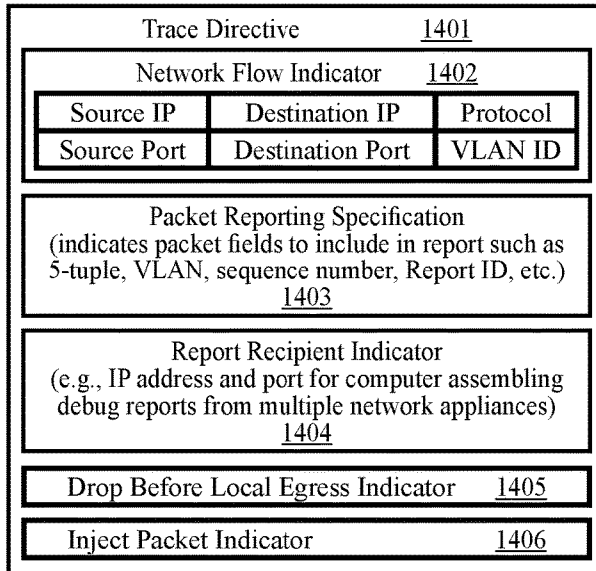 Trace Directive 1401
Network Flow Indicator 1402
Source IP Destination IP Protocol
Source Port Destination Port VLAN ID
Packet Reporting Specification
(indicates packet fields to include in report such as
5-tuple, VLAN, sequence number, Report ID, etc.)
1403
Report Recipient Indicator
(e.g., IP address and port for computer assembling
debug reports from multiple network appliances)
1404
Drop Before Local Egress Indicator 1405
Inject Packet Indicator 1406